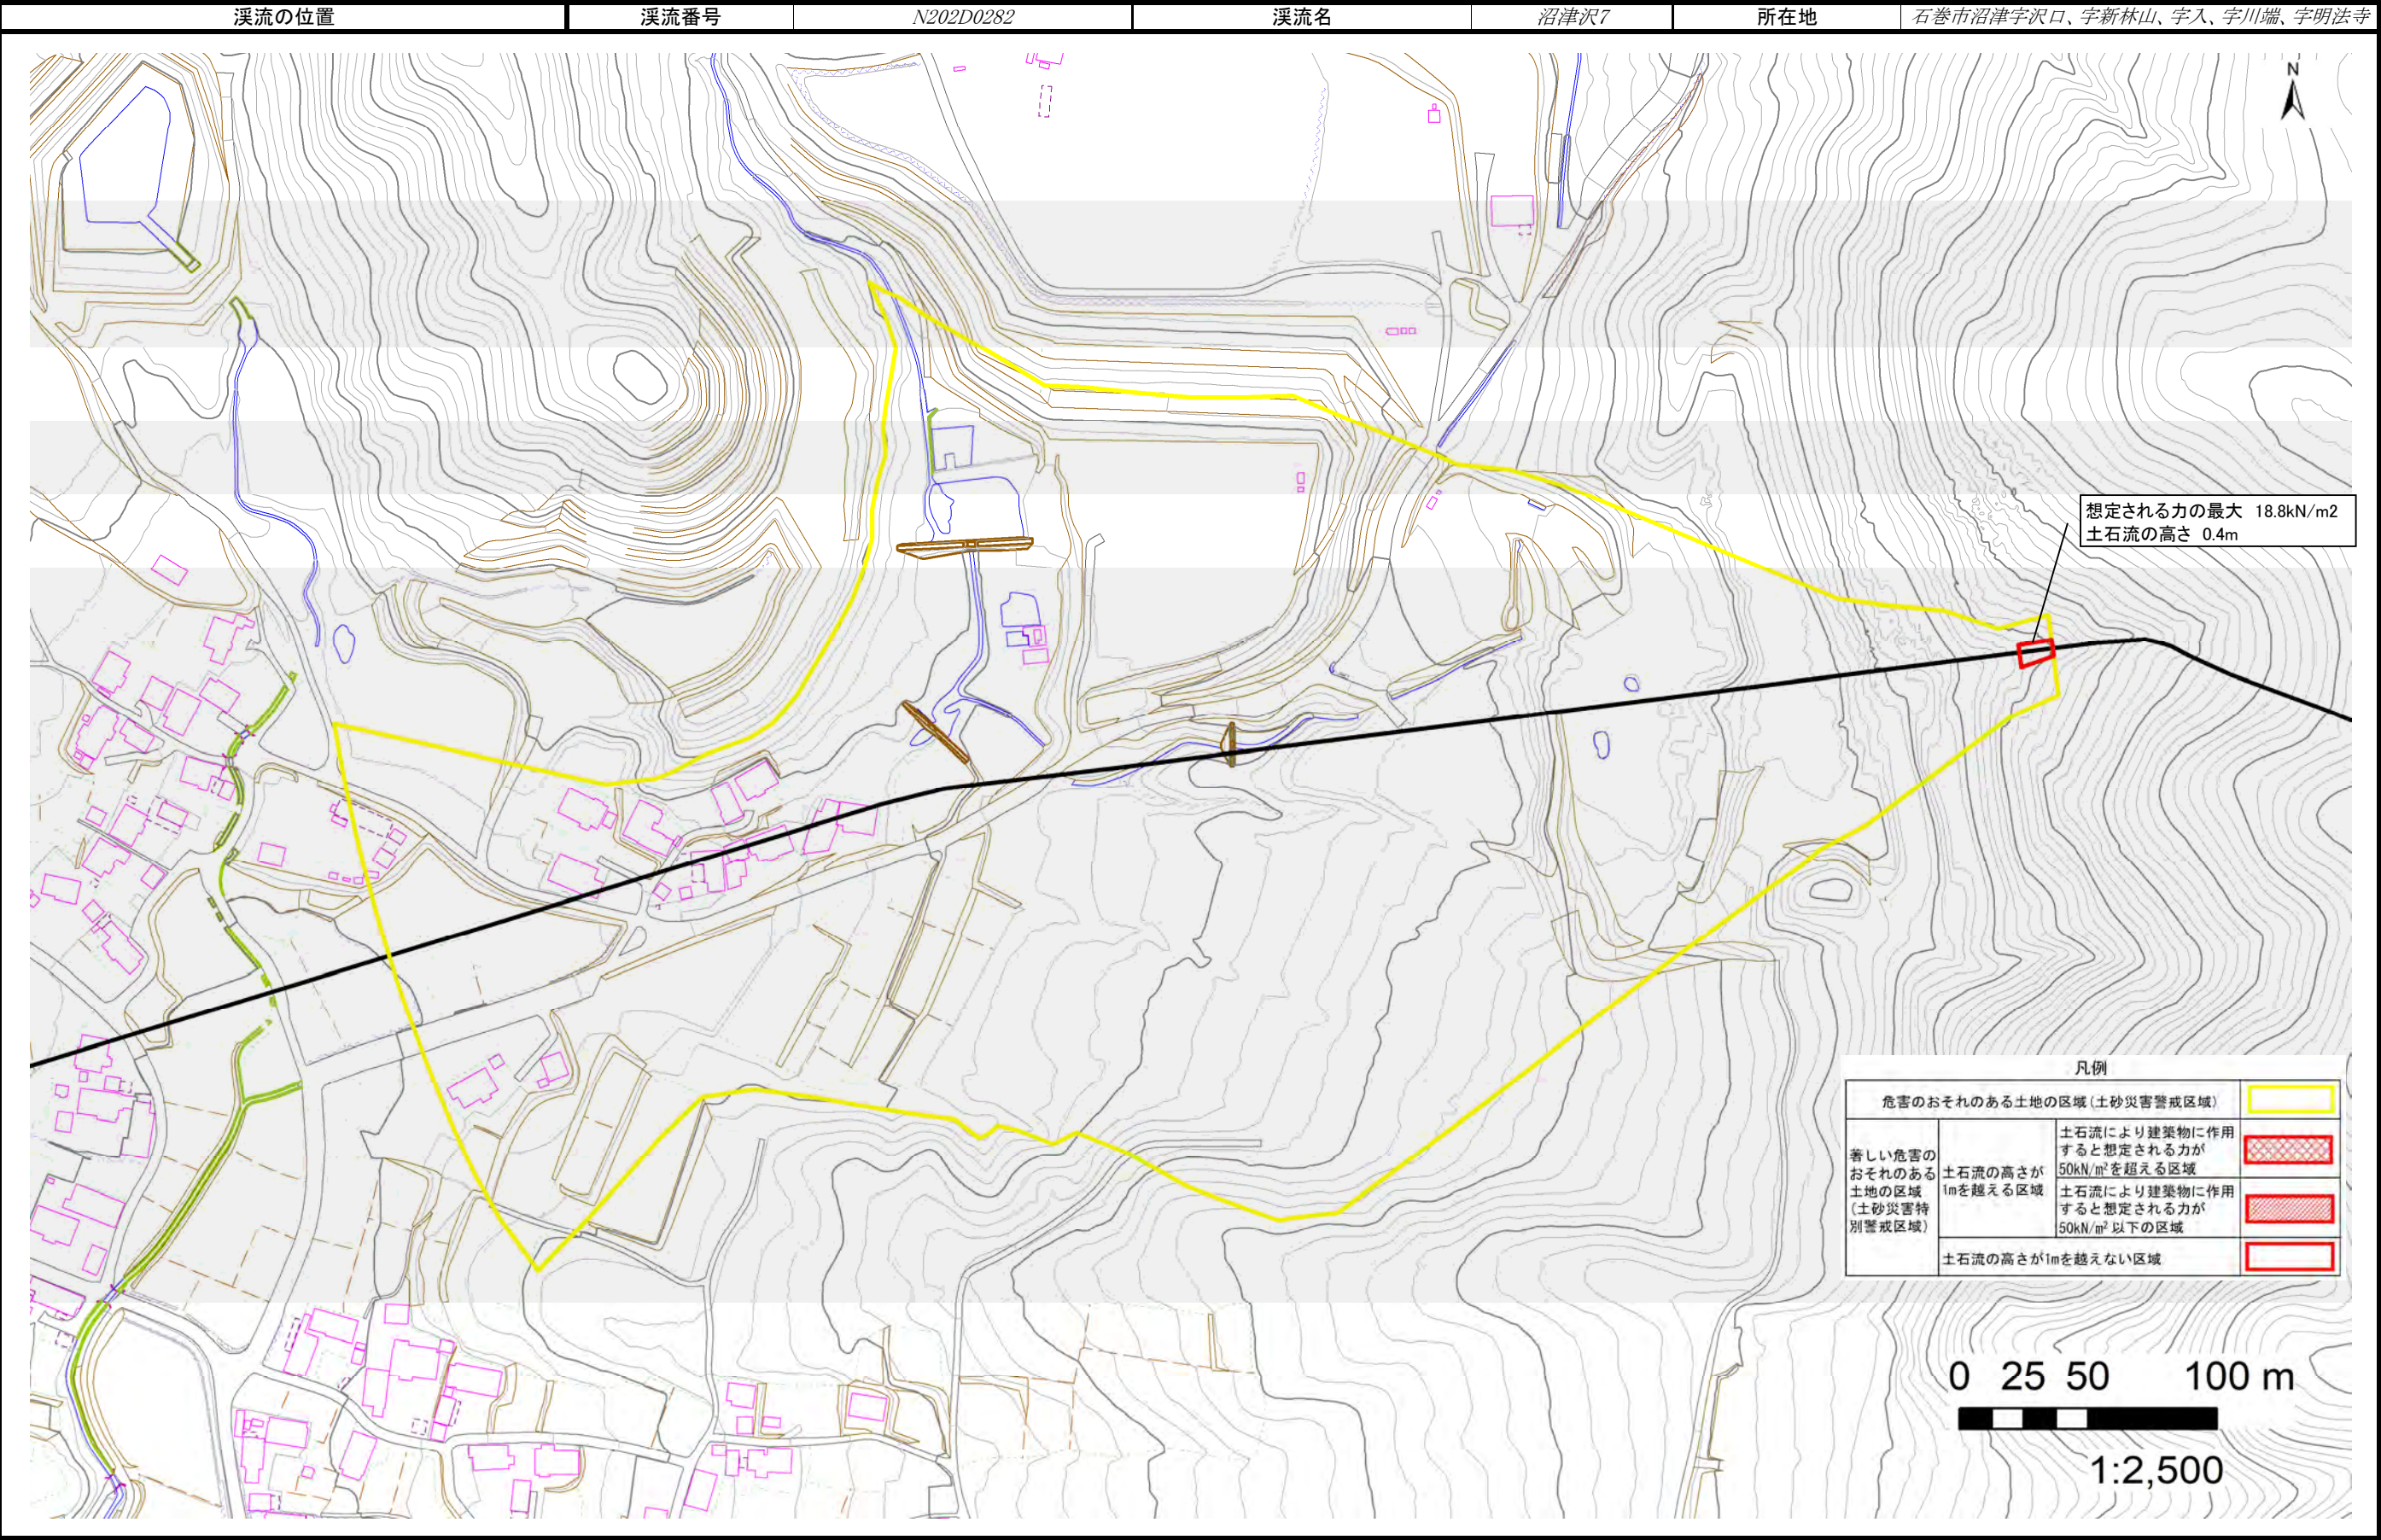 渓流の位置 渓流番号 N202D0282 渓流名 沼津沢7 所在地 石巻市沼津字沢口、字新林山、字入、字川端、字明法寺
N
想定される力の最大 18.8kN/m2
土石流の高さ 0.4m
凡例
危害のおそれのある土地の区域(土砂災害警戒区域)
著しい危害の
おそれのある
土地の区域
(土砂災害特
別警戒区域)
土石流の高さが
1mを越える区域
土石流により建築物に作用
すると想定される力が
50kN/㎡を超える区域
土石流により建築物に作用
すると想定される力が
50kN/㎡以下の区域
土石流の高さが1mを越えない区域
0 25 50 100 m
1:2,500